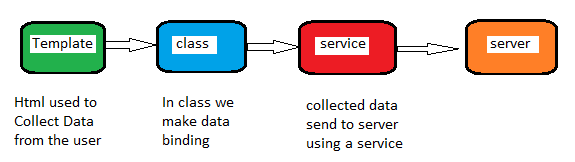 Template
class
service
server
Html used to
Collect Data
from the user
In class we
make data
binding
collected data
send to server
using a service